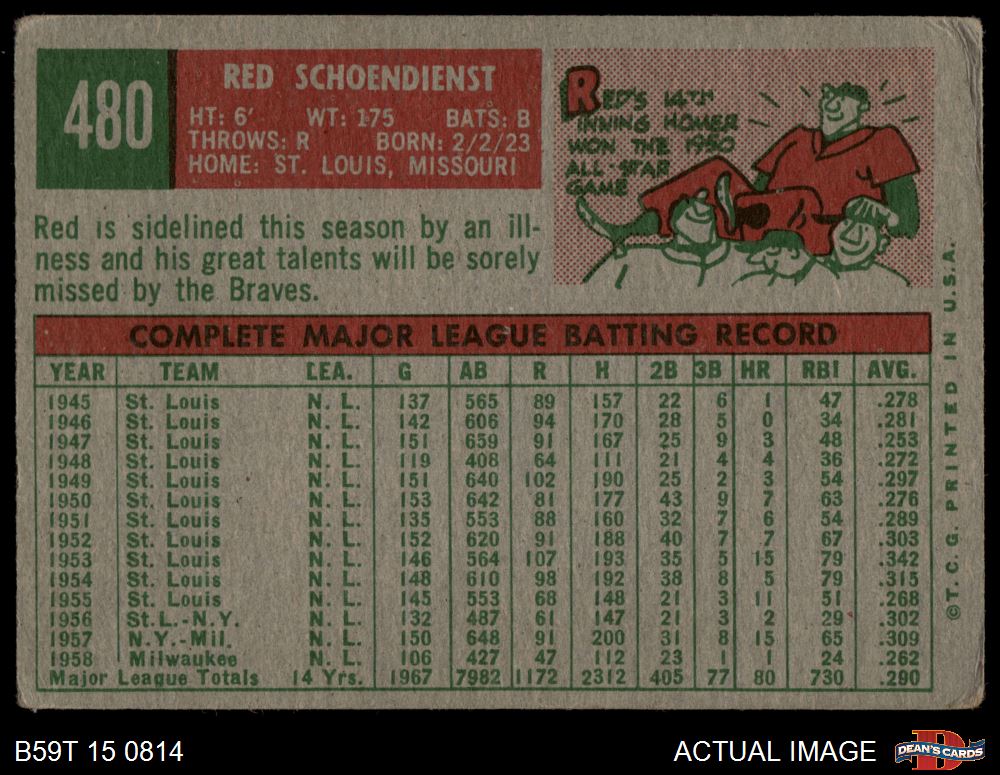 480
RED SCHOENDIENST
HT: 6' WT: 175 BATS: B
THROWS: R BORN: 2/2/23
HOME: ST. LOUIS, MISSOURI
RED'S 14TH
INNING HOMER
WON THE 1950
ALL-STAR
GAME
Red is sidelined this season by an ill-
ness and his great talents will be sorely
missed by the Braves.
COMPLETE MAJOR LEAGUE BATTING RECORD
YEAR TEAM LEA. G AB R H 2B 3B HR RBI AVG.
1945 St. Louis N. L. 137 565 89 157 22 6 1 47 .278
1946 St. Louis N. L. 142 606 94 170 28 5 0 34 .281
1947 St. Louis N. L. 151 659 91 167 25 9 3 48 .253
1948 St. Louis N. L. 119 408 64 111 21 4 4 36 .272
1949 St. Louis N. L. 151 640 102 190 25 2 3 54 .297
1950 St. Louis N. L. 153 642 81 177 43 9 7 63 .276
1951 St. Louis N. L. 135 553 88 160 32 7 6 54 .289
1952 St. Louis N. L. 152 620 91 188 40 7 7 67 .303
1953 St. Louis N. L. 146 564 107 193 35 5 15 79 .342
1954 St. Louis N. L. 148 610 98 192 38 8 5 79 .315
1955 St. Louis N. L. 145 553 68 148 21 3 11 51 .268
1956 St.L.-N.Y. N. L. 132 487 61 147 21 3 2 29 .302
1957 N.Y.-Mil. N. L. 150 648 91 200 31 8 15 65 .309
1958 Milwaukee N. L. 106 427 47 112 23 1 1 24 .262
Major League Totals 14 Yrs. 1967 7982 1172 2312 405 77 80 730 .290
©T.C.G. PRINTED IN U.S.A.
B59T 15 0814
ACTUAL IMAGE
D
DEAN'S CARDS